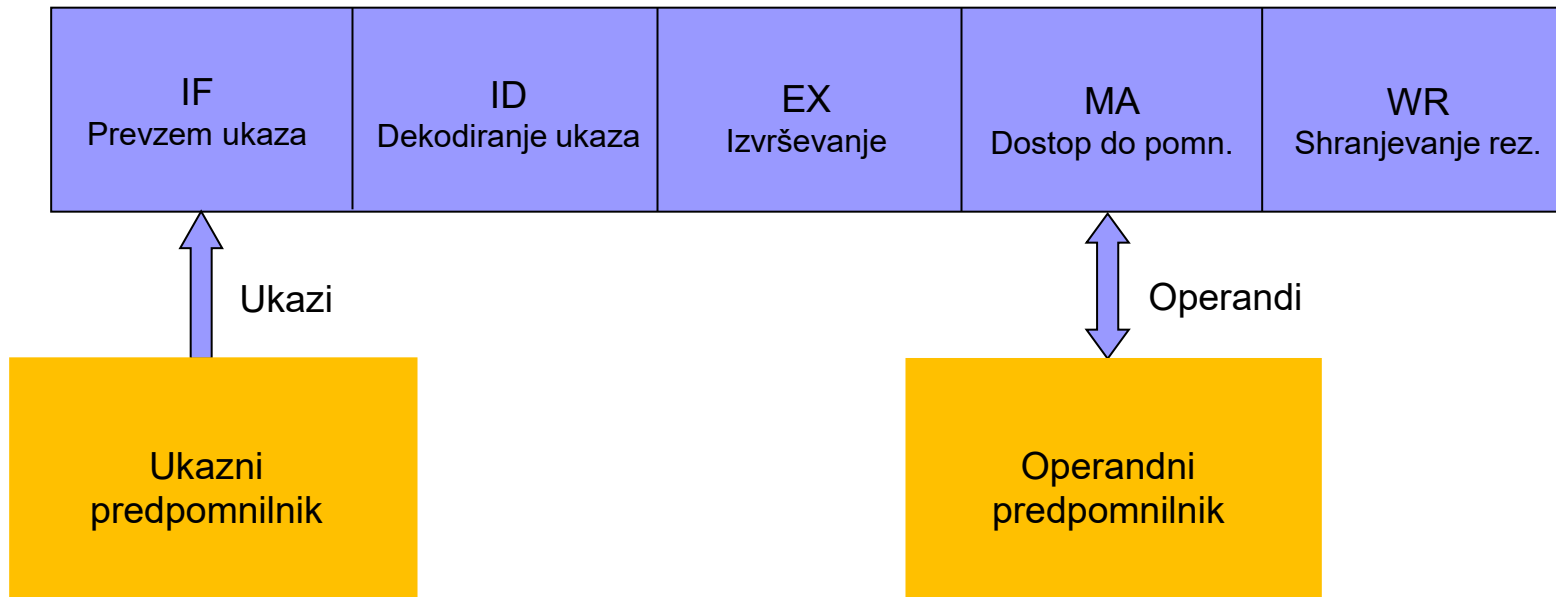 IF
Prevzem ukaza
ID
Dekodiranje ukaza
EX
Izvrševanje
MA
Dostop do pomn.
WR
Shranjevanje rez.
Ukazi
Operandi
Ukazni
predpomnilnik
Operandni
predpomnilnik